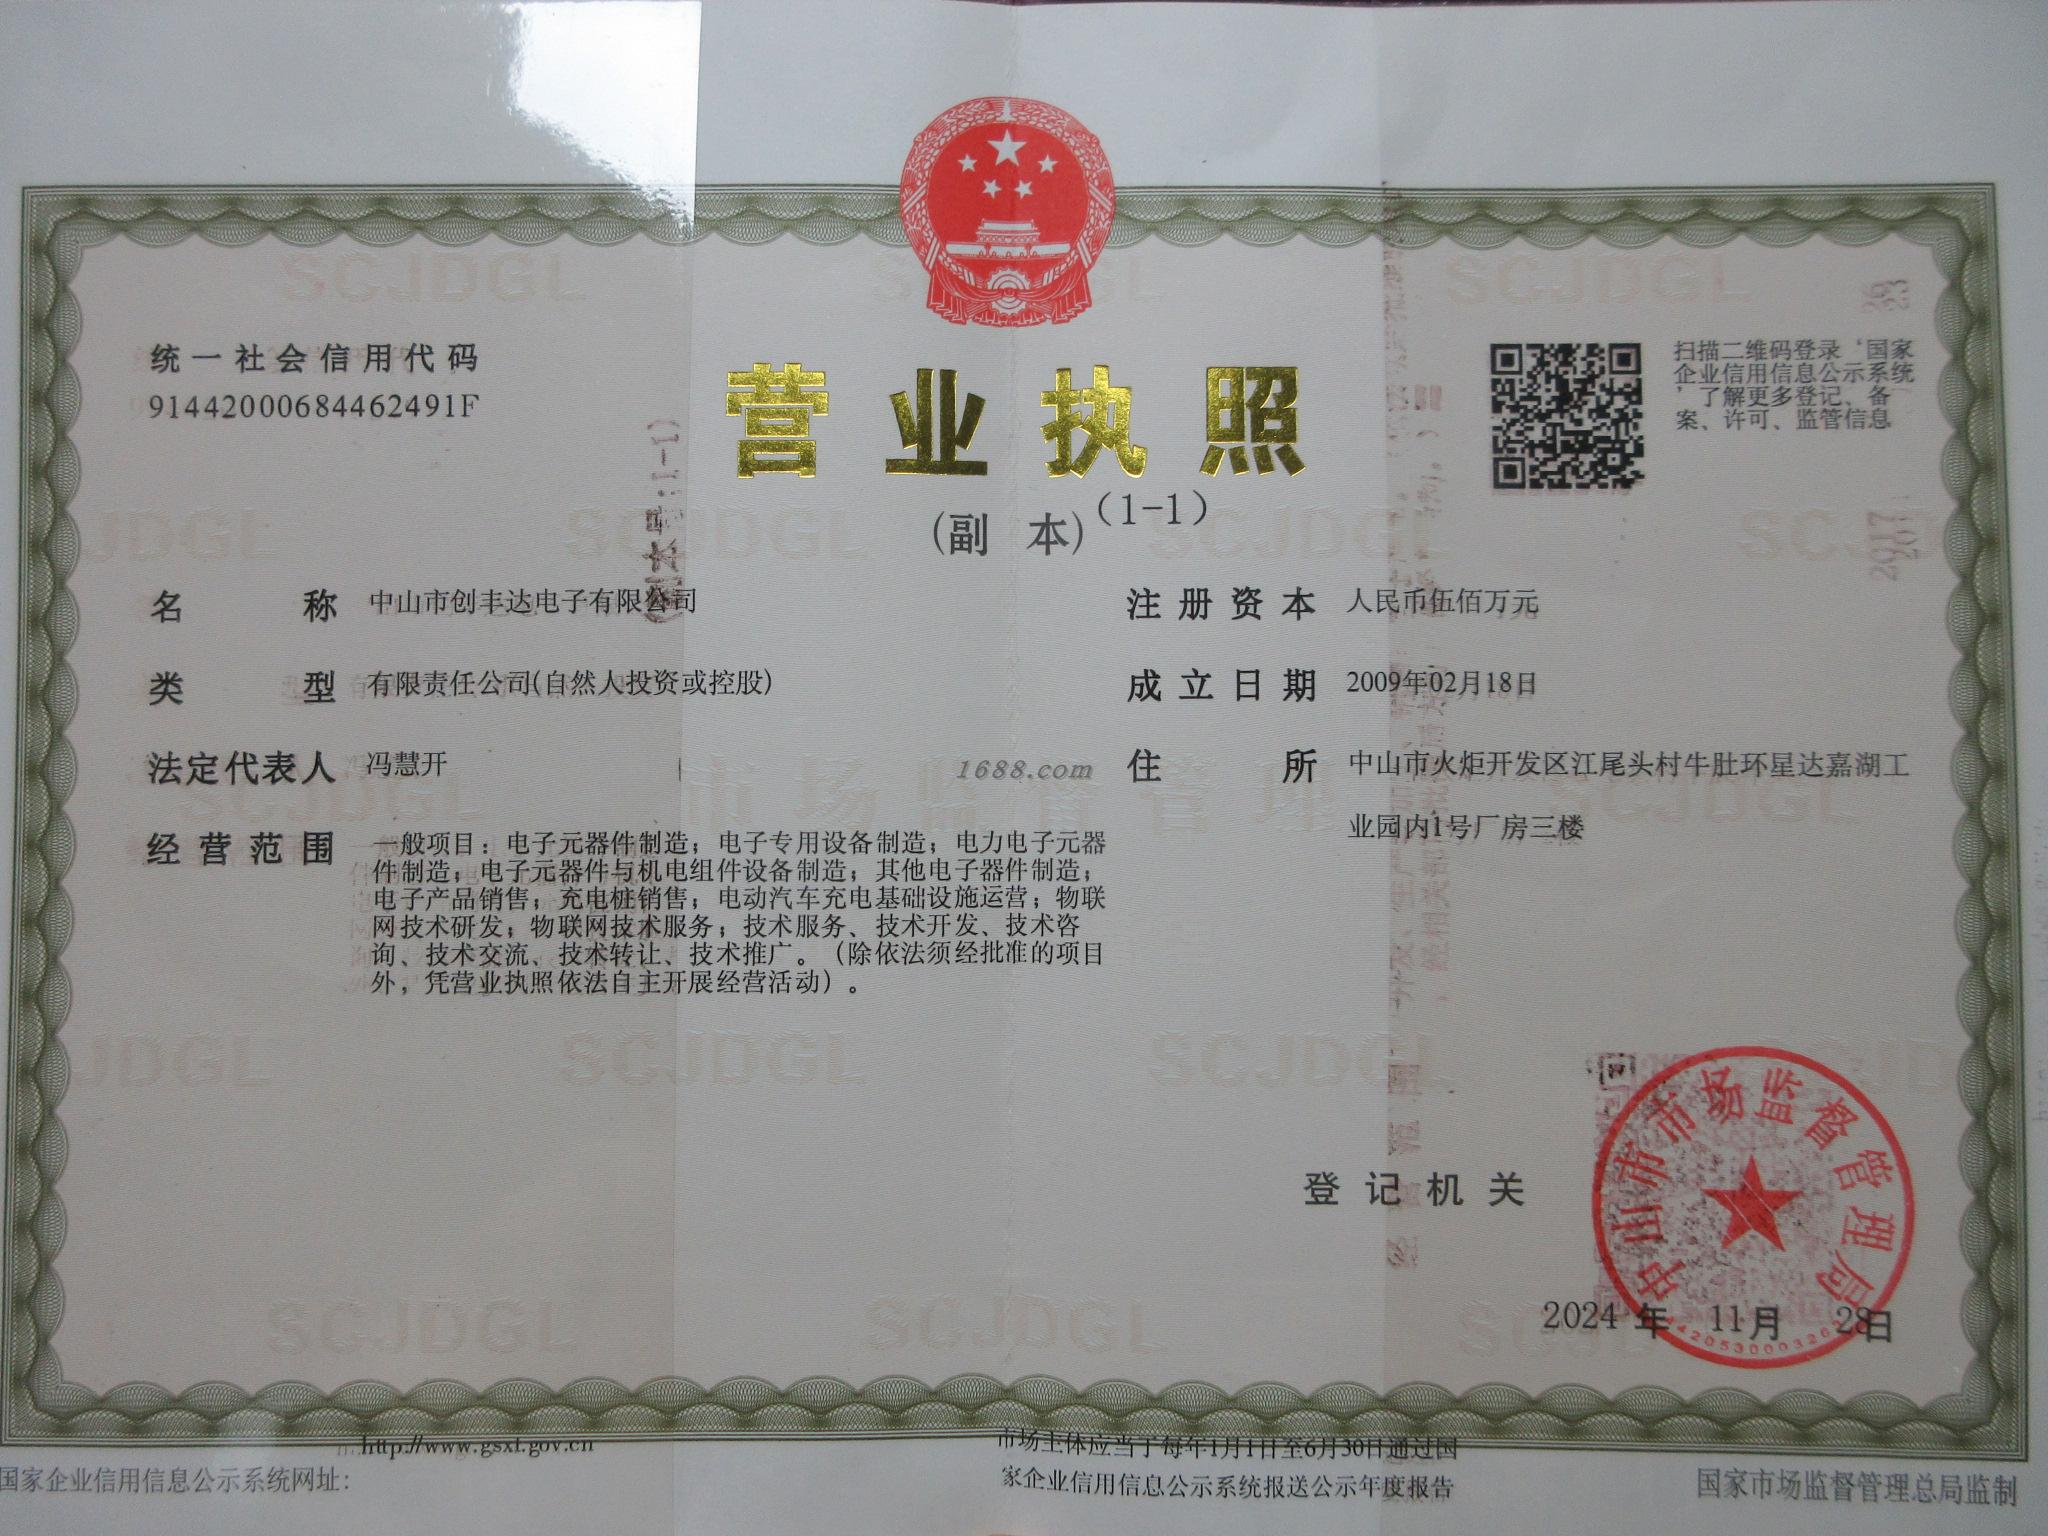 统一社会信用代码
91442000684462491F
营业执照
(副 本)(1-1)
扫描二维码登录‘国家
企业信用信息公示系统
’了解更多登记、备
案、许可、监管信息
名 称 中山市创丰达电子有限公司
类 型 有限责任公司(自然人投资或控股)
法定代表人 冯慧开
经营范围 一般项目：电子元器件制造；电子专用设备制造；电力电子元器
件制造；电子元器件与机电组件设备制造；其他电子器件制造；
电子产品销售；充电桩销售；电动汽车充电基础设施运营；物联
网技术研发；物联网技术服务；技术服务、技术开发、技术咨
询、技术交流、技术转让、技术推广。（除依法须经批准的项目
外，凭营业执照依法自主开展经营活动）。
注册资本 人民币伍佰万元
成立日期 2009年02月18日
住 所 中山市火炬开发区江尾头村牛肚环星达嘉湖工
业园内1号厂房三楼
1688.com
市场监督管理
SCJDGL
登记机关
中山市市场监督管理局
2024 年 11月 28日
http://www.gsxt.gov.cn
国家企业信用信息公示系统网址:
市场主体应当于每年1月1日至6月30日通过国
家企业信用信息公示系统报送公示年度报告
国家市场监督管理总局监制